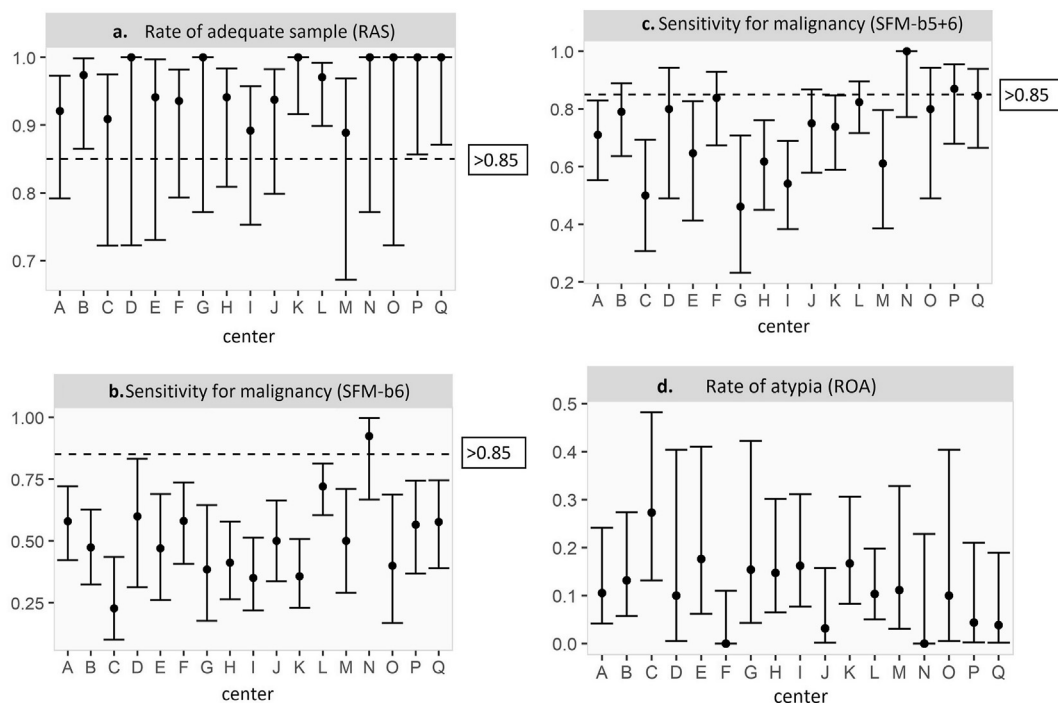 a. Rate of adequate sample (RAS)
1.0
0.9
0.8
0.7
>0.85
A B C D E F G H I J K L M N O P Q
center
c. Sensitivity for malignancy (SFM-b5+6)
1.0
0.8
0.6
0.4
0.2
>0.85
A B C D E F G H I J K L M N O P Q
center
b. Sensitivity for malignancy (SFM-b6)
1.00
0.75
0.50
0.25
>0.85
A B C D E F G H I J K L M N O P Q
center
d. Rate of atypia (ROA)
0.5
0.4
0.3
0.2
0.1
0.0
A B C D E F G H I J K L M N O P Q
center